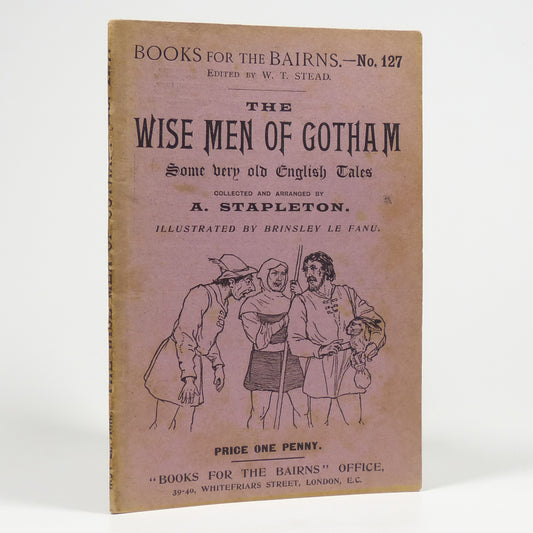 BOOKS FOR THE BAIRNS.—No. 127
EDITED BY W. T. STEAD.
THE
WISE MEN OF GOTHAM
Some very old English Tales
COLLECTED AND ARRANGED BY
A. STAPLETON.
ILLUSTRATED BY BRINSLEY LE FANU.
PRICE ONE PENNY.
"BOOKS FOR THE BAIRNS" OFFICE,
39-40, WHITEFRIARS STREET, LONDON, E.C.